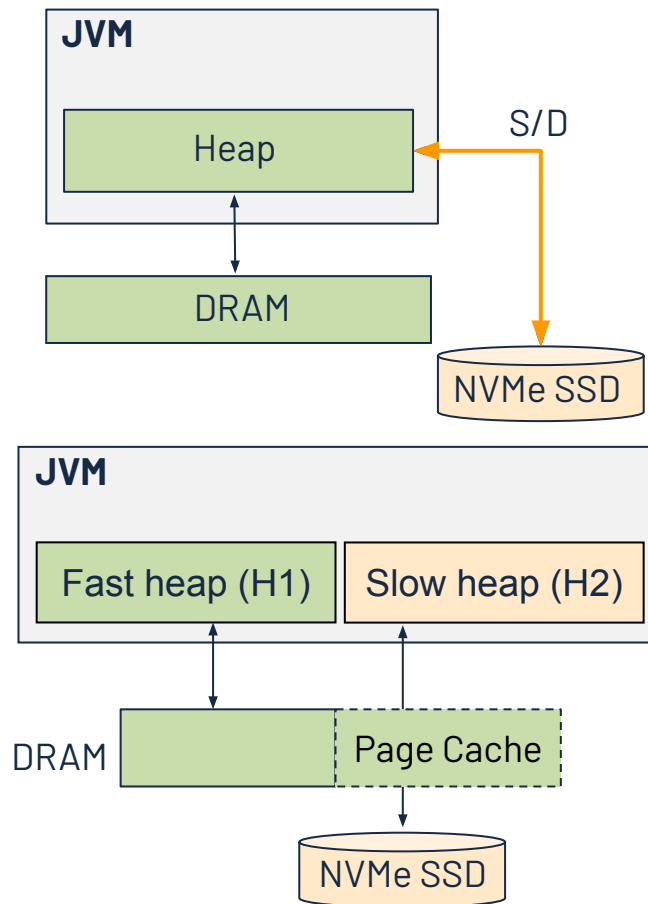 JVM
S/D
Heap
DRAM
NVMe SSD
JVM
Fast heap (H1)
Slow heap (H2)
DRAM
Page Cache
NVMe SSD